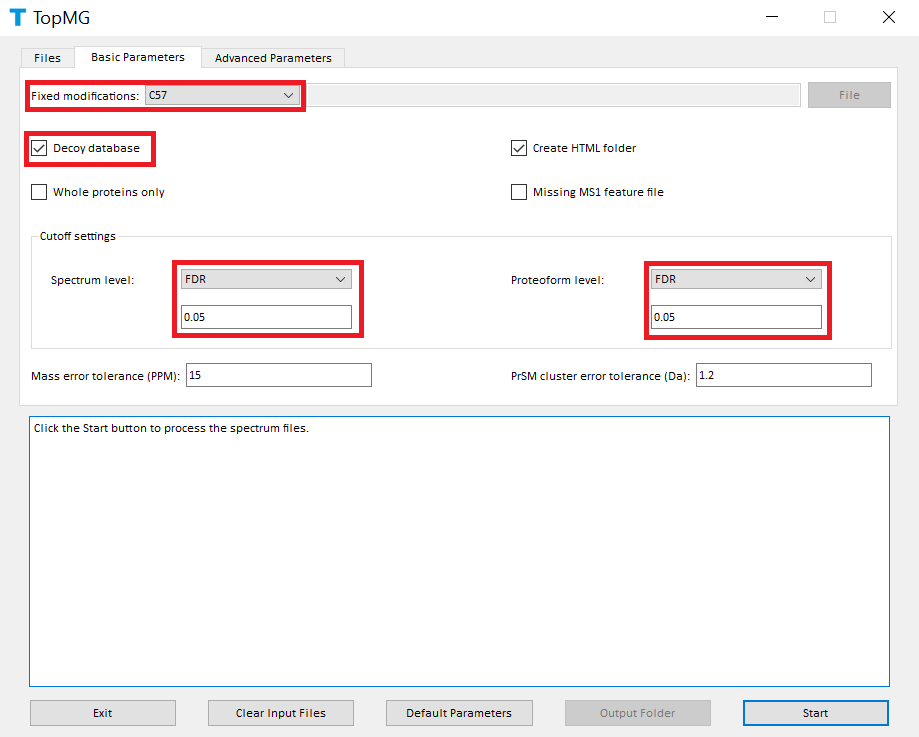 TopMG
Files Basic Parameters Advanced Parameters
Fixed modifications: C57 File
Decoy database Create HTML folder
Whole proteins only Missing MS1 feature file
Cutoff settings
Spectrum level: FDR Proteoform level: FDR
0.05 0.05
Mass error tolerance (PPM): 15 PrSM cluster error tolerance (Da): 1.2
Click the Start button to process the spectrum files.
Exit Clear Input Files Default Parameters Output Folder Start